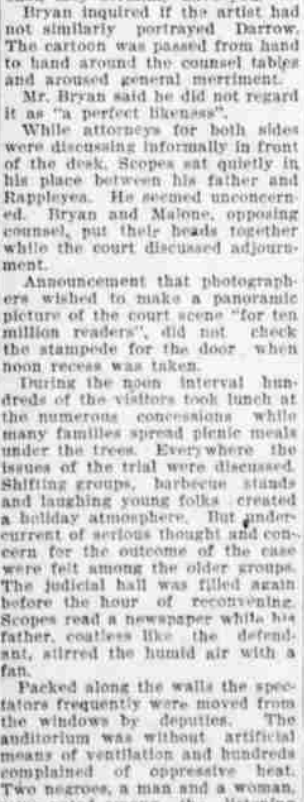 Bryan inquired if the artist had
not similarly portrayed Darrow.
The cartoon was passed from hand
to hand around the counsel tables
and aroused general merriment.
Mr. Bryan said he did not regard
it as "a perfect likeness".
While attorneys for both sides
were discussing informally in front
of the desk, Scopes sat quietly in
his place between his father and
Rappleyea. He seemed unconcern-
ed. Bryan and Malone, opposing
counsel, put their heads together
while the court discussed adjourn-
ment.
Announcement that photograph-
ers wished to make a panoramic
picture of the court scene "for ten
million readers", did not check
the stampede for the door when
noon recess was taken.
During the noon interval hun-
dreds of the visitors took lunch at
the numerous concessions while
many families spread picnic meals
under the trees. Everywhere the
issues of the trial were discussed.
Shifting groups, barbecue stands
and laughing young folks created
a holiday atmosphere. But under-
current of serious thought and con-
cern for the outcome of the case
were felt among the older groups.
The judicial hall was filled again
before the hour of reconvening.
Scopes read a newspaper while his
father, coatless like the defend-
ant, stirred the humid air with a
fan.
Packed along the walls the spec-
tators frequently were moved from
the windows by deputies. The
auditorium was without artificial
means of ventilation and hundreds
complained of oppressive heat.
Two negroes, a man and a woman,